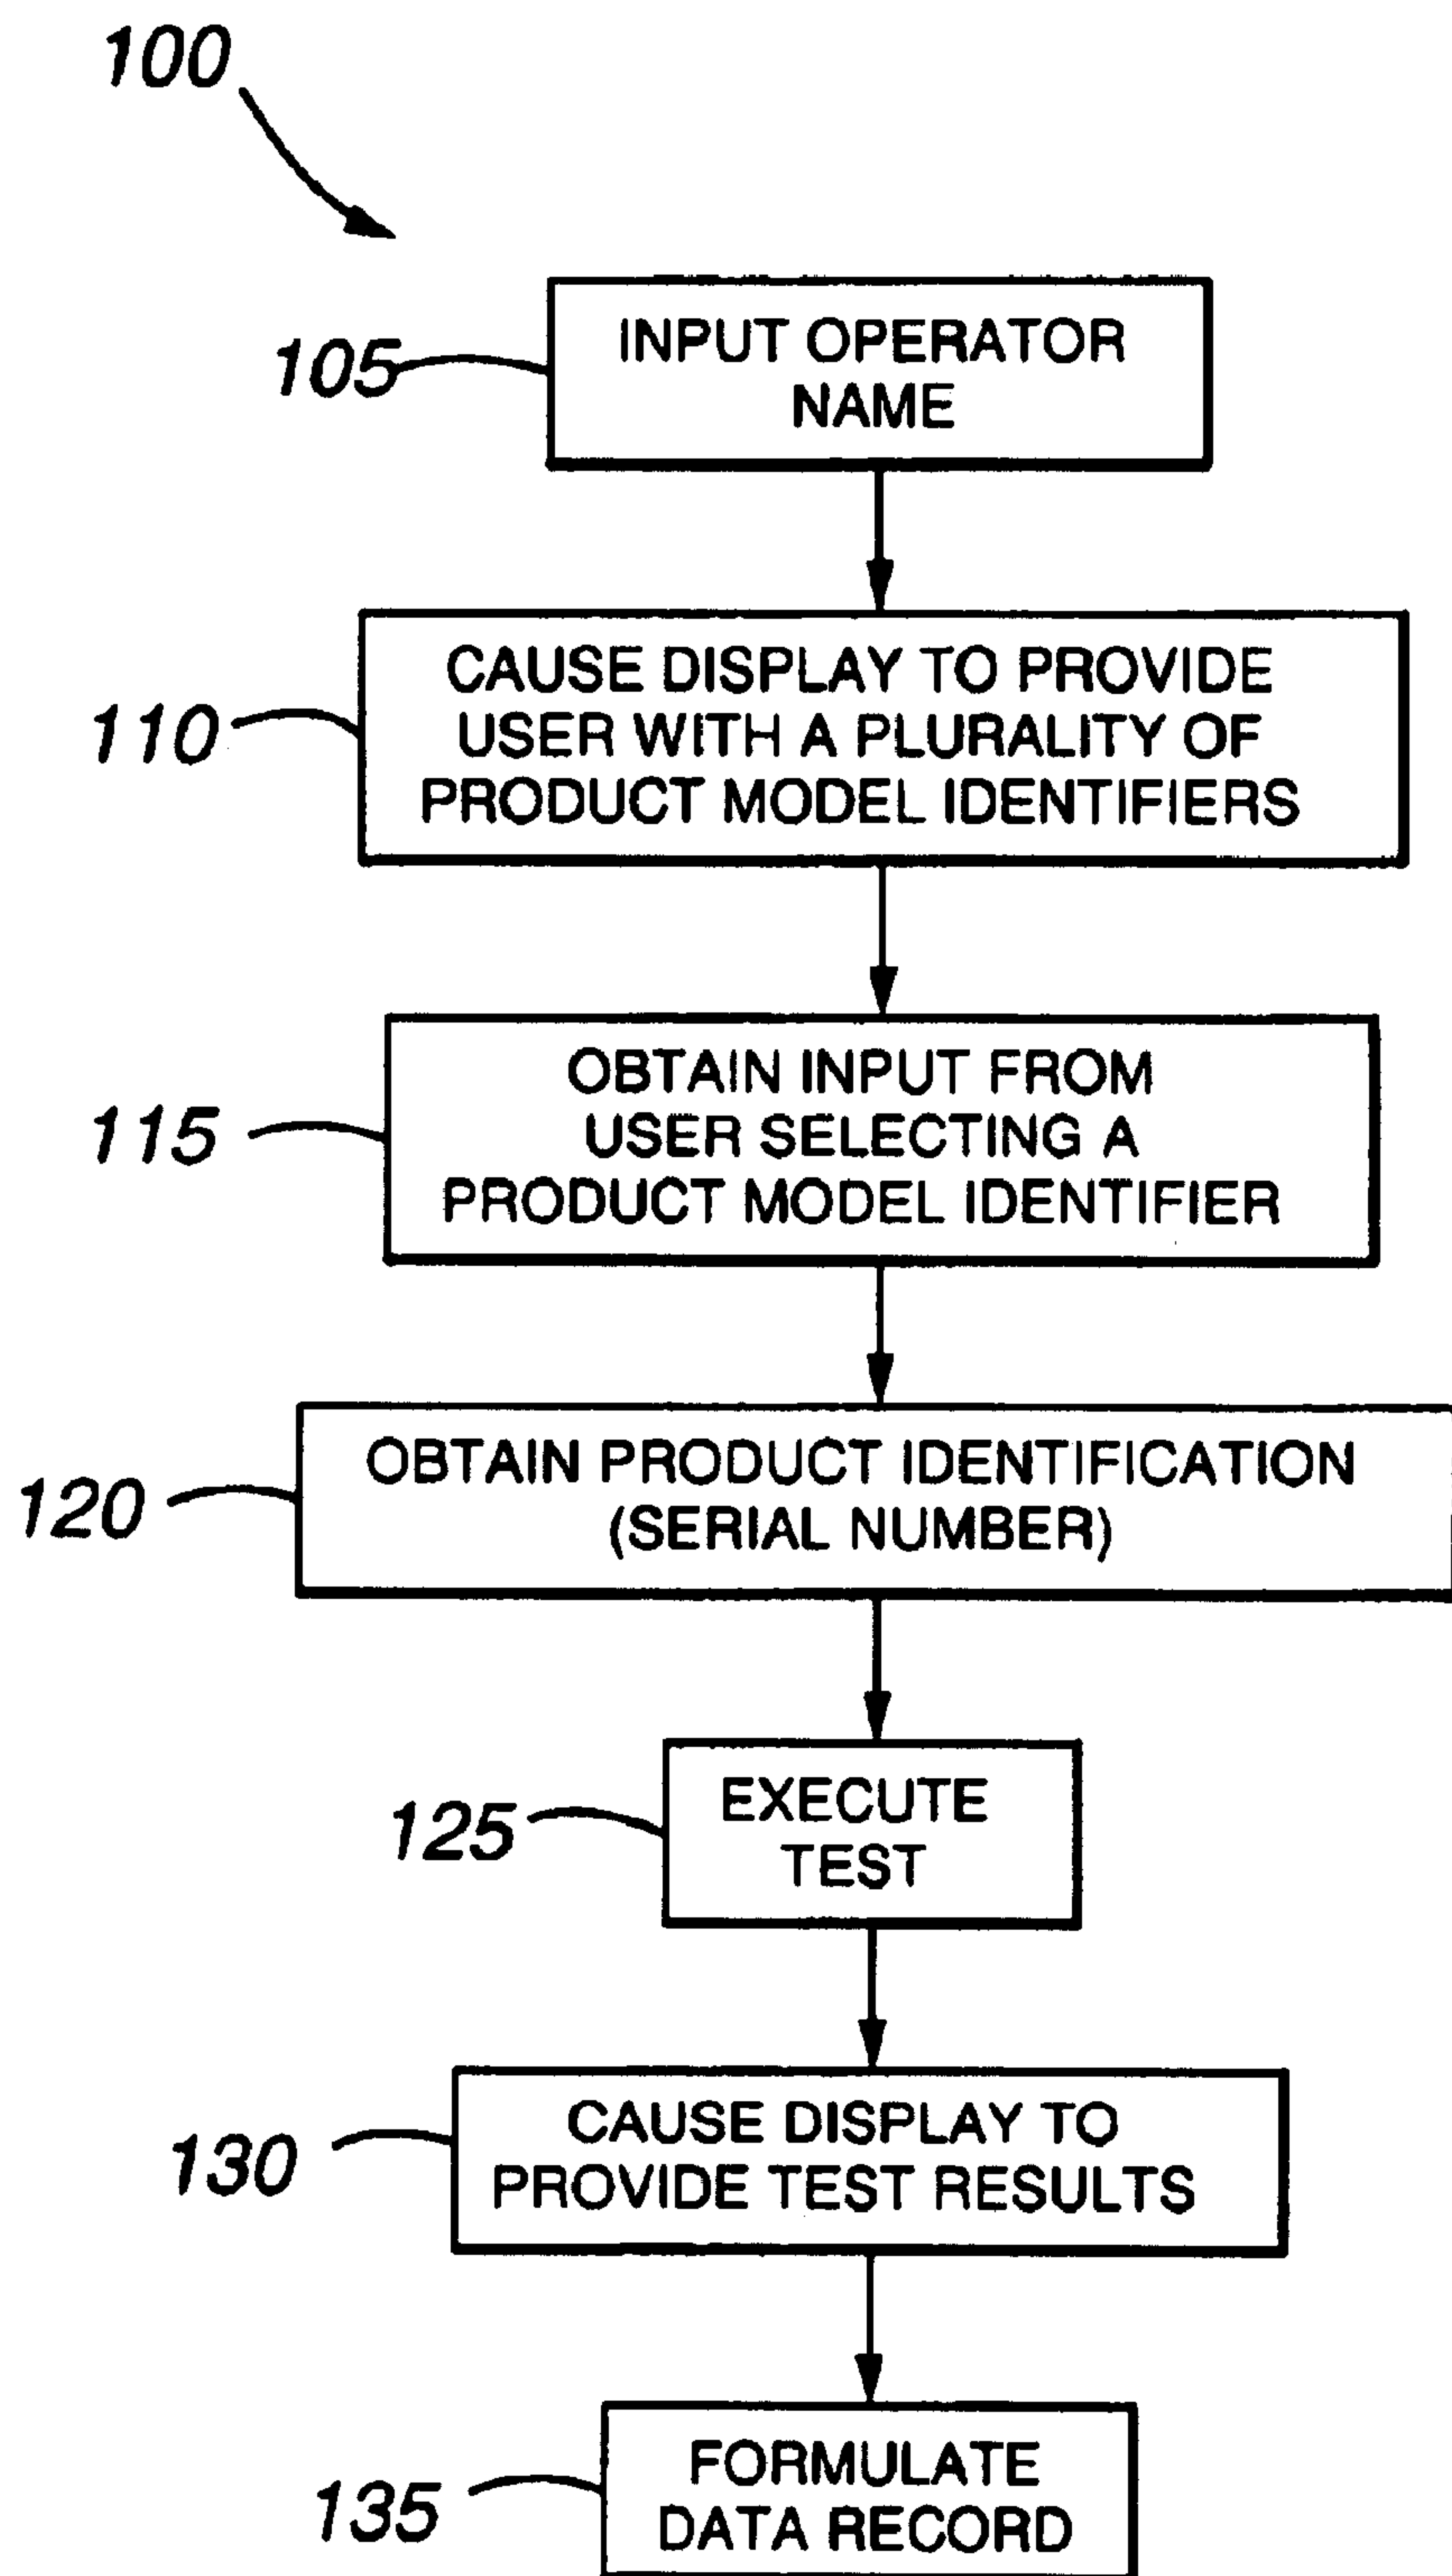 100
105
INPUT OPERATOR
NAME
110
CAUSE DISPLAY TO PROVIDE
USER WITH A PLURALITY OF
PRODUCT MODEL IDENTIFIERS
115
OBTAIN INPUT FROM
USER SELECTING A
PRODUCT MODEL IDENTIFIER
120
OBTAIN PRODUCT IDENTIFICATION
(SERIAL NUMBER)
125
EXECUTE
TEST
130
CAUSE DISPLAY TO
PROVIDE TEST RESULTS
135
FORMULATE
DATA RECORD